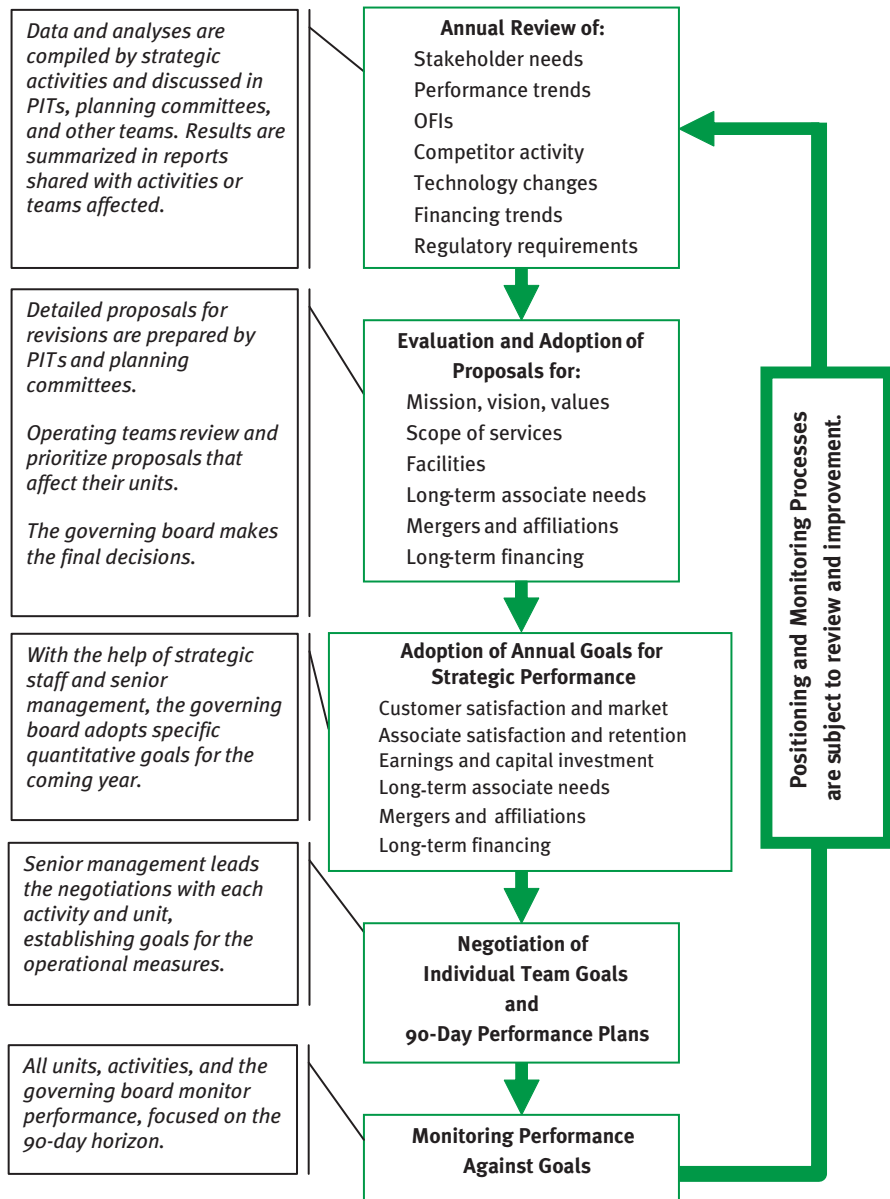 Data and analyses are
compiled by strategic
activities and discussed in
PITs, planning committees,
and other teams. Results are
summarized in reports
shared with activities or
teams affected.
Annual Review of:
Stakeholder needs
Performance trends
OFIs
Competitor activity
Technology changes
Financing trends
Regulatory requirements
Detailed proposals for
revisions are prepared by
PITs and planning
committees.
Operating teams review and
prioritize proposals that
affect their units.
The governing board makes
the final decisions.
Evaluation and Adoption of
Proposals for:
Mission, vision, values
Scope of services
Facilities
Long-term associate needs
Mergers and affiliations
Long-term financing
With the help of strategic
staff and senior
management, the governing
board adopts specific
quantitative goals for the
coming year.
Adoption of Annual Goals for
Strategic Performance
Customer satisfaction and market
Associate satisfaction and retention
Earnings and capital investment
Long-term associate needs
Mergers and affiliations
Long-term financing
Senior management leads
the negotiations with each
activity and unit,
establishing goals for the
operational measures.
Negotiation of
Individual Team Goals
and
90-Day Performance Plans
All units, activities, and the
governing board monitor
performance, focused on the
90-day horizon.
Monitoring Performance
Against Goals
Positioning and Monitoring Processes
are subject to review and improvement.